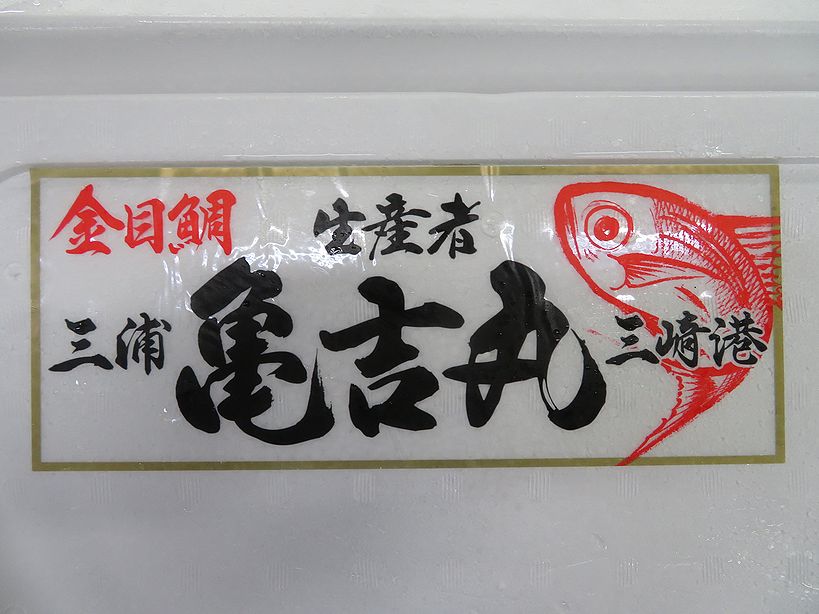 金目鯛 生産者
三浦 亀吉丸 三崎港